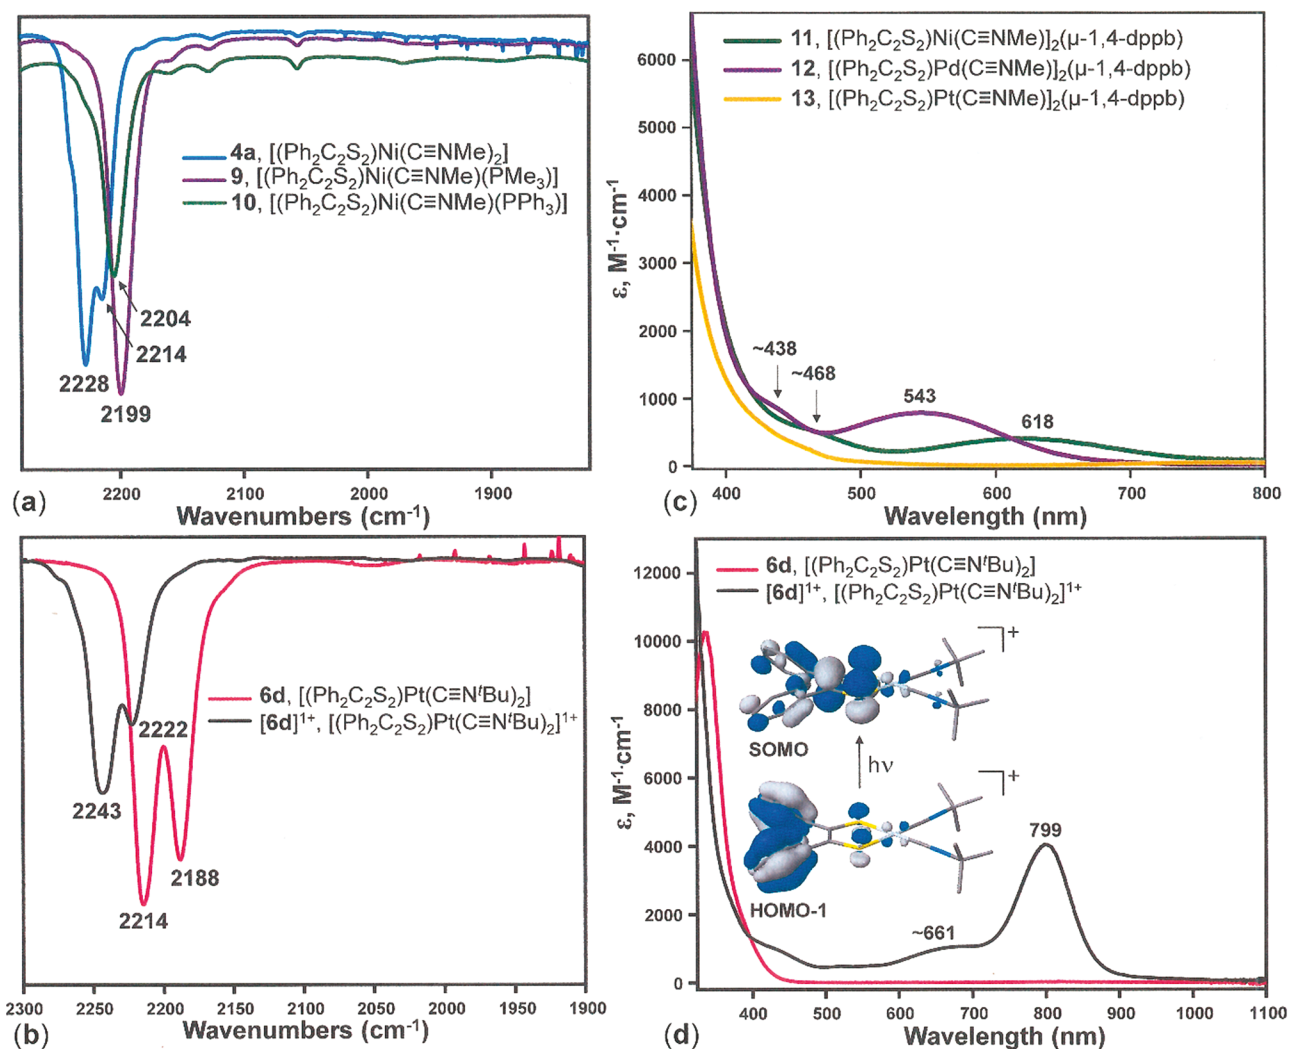 4a, [(Ph₂C₂S₂)Ni(C≡NMe)₂]
9, [(Ph₂C₂S₂)Ni(C≡NMe)(PMe₃)]
10, [(Ph₂C₂S₂)Ni(C≡NMe)(PPh₃)]
2204
2214
2228
2199
2200 2100 2000 1900
(a) Wavenumbers (cm⁻¹)
11, [(Ph₂C₂S₂)Ni(C≡NMe)]₂(μ-1,4-dppb)
12, [(Ph₂C₂S₂)Pd(C≡NMe)]₂(μ-1,4-dppb)
13, [(Ph₂C₂S₂)Pt(C≡NMe)]₂(μ-1,4-dppb)
6000
5000
4000
3000
2000
1000
0
ε, M⁻¹·cm⁻¹
~438
~468
543
618
400 500 600 700 800
(c) Wavelength (nm)
6d, [(Ph₂C₂S₂)Pt(C≡NᵗBu)₂]
[6d]¹⁺, [(Ph₂C₂S₂)Pt(C≡NᵗBu)₂]¹⁺
2222
2243
2188
2214
2300 2250 2200 2150 2100 2050 2000 1950 1900
(b) Wavenumbers (cm⁻¹)
6d, [(Ph₂C₂S₂)Pt(C≡NᵗBu)₂]
[6d]¹⁺, [(Ph₂C₂S₂)Pt(C≡NᵗBu)₂]¹⁺
12000
10000
8000
6000
4000
2000
0
ε, M⁻¹·cm⁻¹
+
SOMO
hν
+
HOMO-1
799
~661
400 500 600 700 800 900 1000 1100
(d) Wavelength (nm)